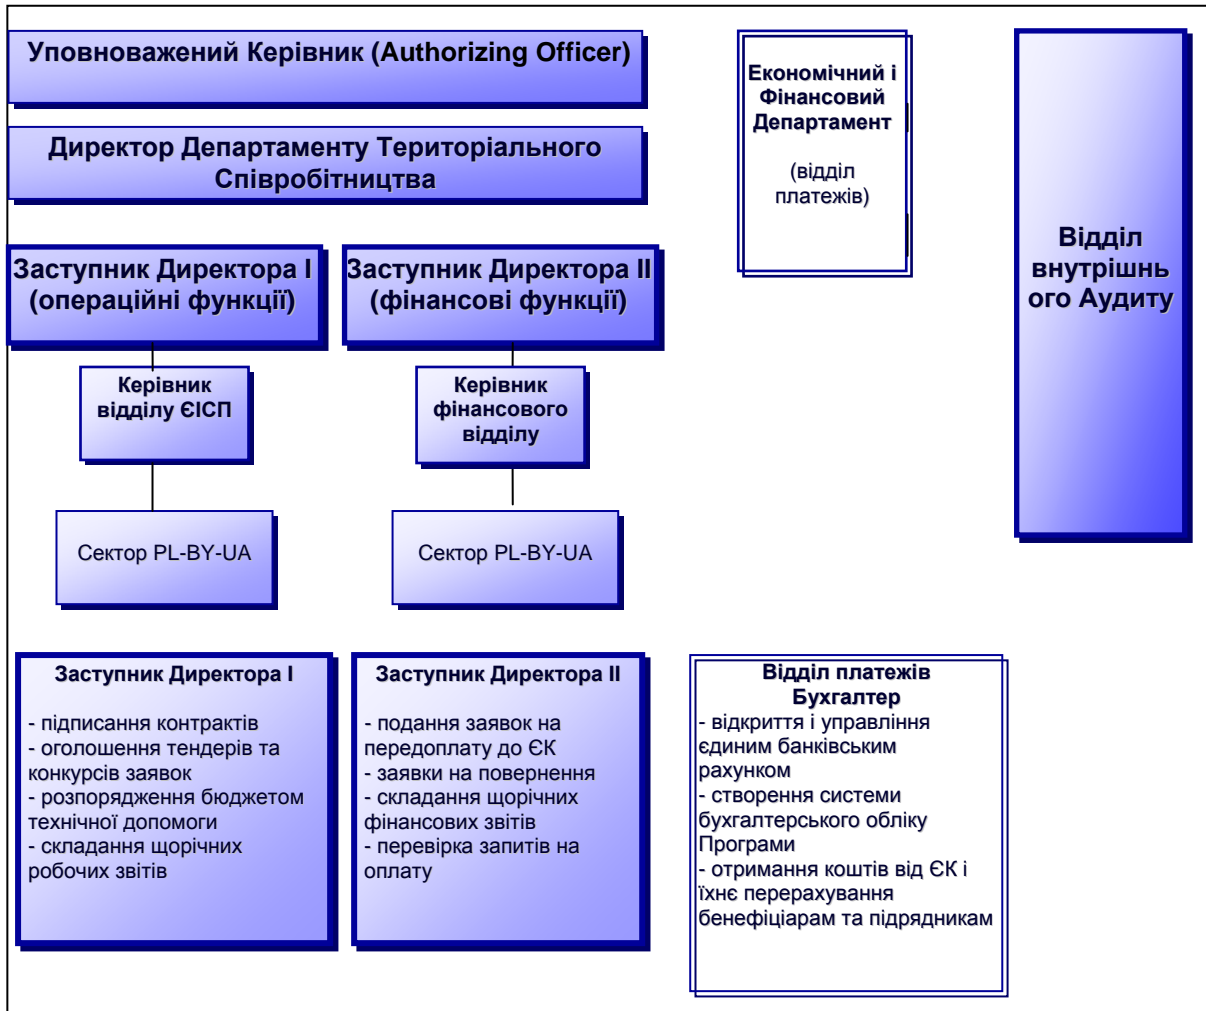 Уповноважений Керівник (Authorizing Officer)
Директор Департаменту Територіального
Співробітництва
Економічний і
Фінансовий
Департамент
(відділ
платежів)
Відділ
внутрішнь
ого Аудиту
Заступник Директора I
(операційні функції)
Заступник Директора II
(фінансові функції)
Керівник
відділу ЄІСП
Керівник
фінансового
відділу
Сектор PL-BY-UA
Сектор PL-BY-UA
Заступник Директора I
- підписання контрактів
- оголошення тендерів та
конкурсів заявок
- розпорядження бюджетом
технічної допомоги
- складання щорічних
робочих звітів
Заступник Директора II
- подання заявок на
передоплату до ЄК
- заявки на повернення
- складання щорічних
фінансових звітів
- перевірка запитів на
оплату
Відділ платежів
Бухгалтер
- відкриття і управління
єдиним банківським
рахунком
- створення системи
бухгалтерського обліку
Програми
- отримання коштів від ЄК і
їхнє перерахування
бенефіціарам та підрядникам